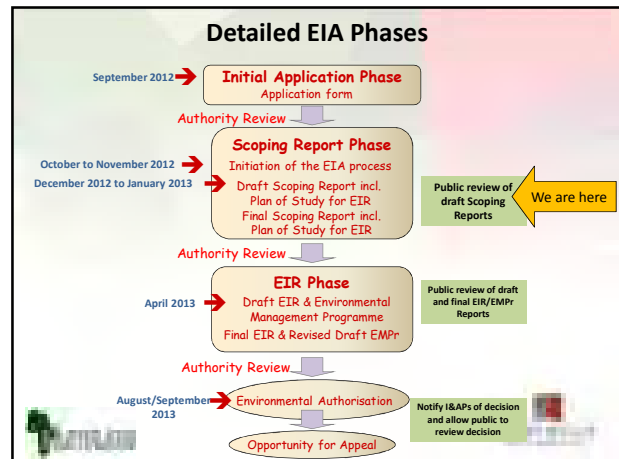 Detailed EIA Phases
September 2012
Initial Application Phase
Application form
Authority Review
Scoping Report Phase
October to November 2012
Initiation of the EIA process
December 2012 to January 2013
Draft Scoping Report incl.
Plan of Study for EIR
Final Scoping Report incl.
Plan of Study for EIR
Public review of
draft Scoping
Reports
We are here
Authority Review
EIR Phase
April 2013
Draft EIR & Environmental
Management Programme
Final EIR & Revised Draft EMPr
Public review of draft
and final EIR/EMPr
Reports
Authority Review
August/September
2013
Environmental Authorisation
Notify I&APs of decision
and allow public to
review decision
Opportunity for Appeal